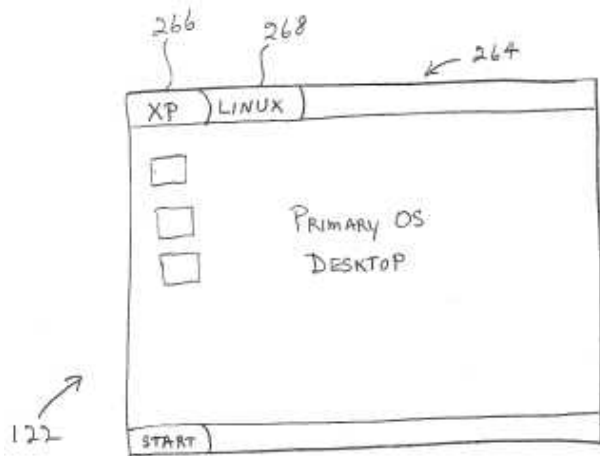 266 268
264
XP LINUX
PRIMARY OS
DESKTOP
122
START